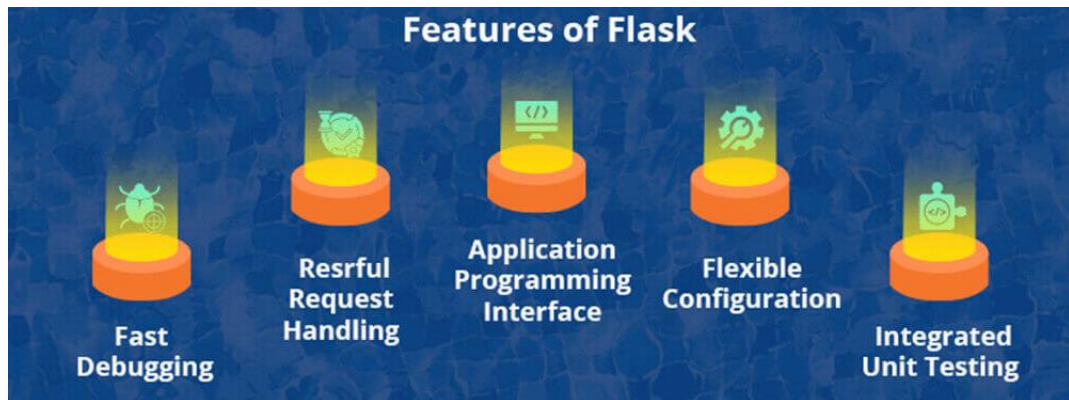 Features of Flask
Fast
Debugging
Resrful
Request
Handling
Application
Programming
Interface
Flexible
Configuration
Integrated
Unit Testing